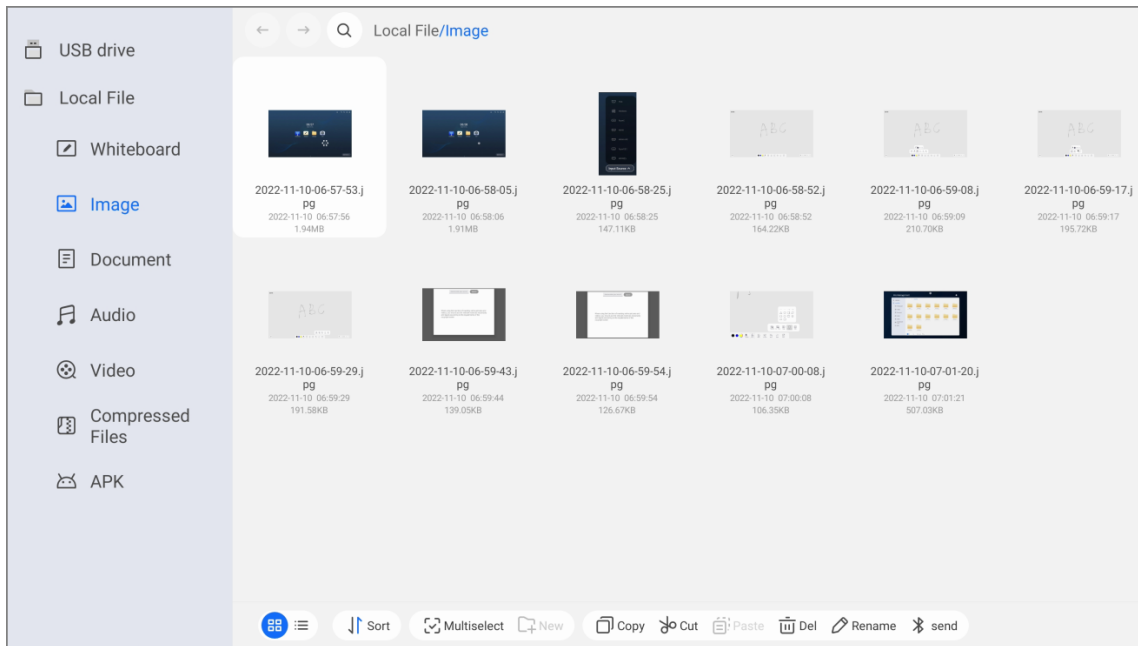 USB drive
Local File
Whiteboard
Image
Document
Audio
Video
Compressed
Files
APK
Local File/Image
2022-11-10-06-57-53.j
pg
2022-11-10 06:57:56
1.94MB
2022-11-10-06-58-05.j
pg
2022-11-10 06:58:06
1.91MB
2022-11-10-06-58-25.j
pg
2022-11-10 06:58:25
147.11KB
2022-11-10-06-58-52.j
pg
2022-11-10 06:58:52
164.22KB
2022-11-10-06-59-08.j
pg
2022-11-10 06:59:09
210.70KB
2022-11-10-06-59-17.j
pg
2022-11-10 06:59:17
195.72KB
ABC
ABC
ABC
ABC
2022-11-10-06-59-29.j
pg
2022-11-10 06:59:29
191.58KB
2022-11-10-06-59-43.j
pg
2022-11-10 06:59:44
139.05KB
2022-11-10-06-59-54.j
pg
2022-11-10 06:59:54
126.67KB
2022-11-10-07-00-08.j
pg
2022-11-10 07:00:08
106.35KB
2022-11-10-07-01-20.j
pg
2022-11-10 07:01:21
507.03KB
Sort
Multiselect
New
Copy
Cut
Paste
Del
Rename
send